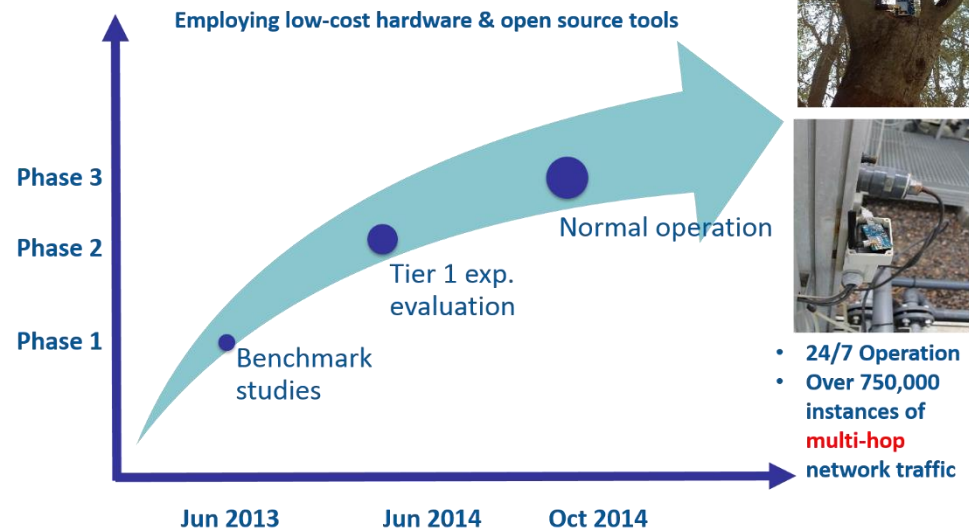 Employing low-cost hardware & open source tools
Phase 3
Normal operation
Phase 2
Tier 1 exp.
evaluation
Phase 1
Benchmark
studies
• 24/7 Operation
• Over 750,000
instances of
multi-hop
network traffic
Jun 2013
Jun 2014
Oct 2014